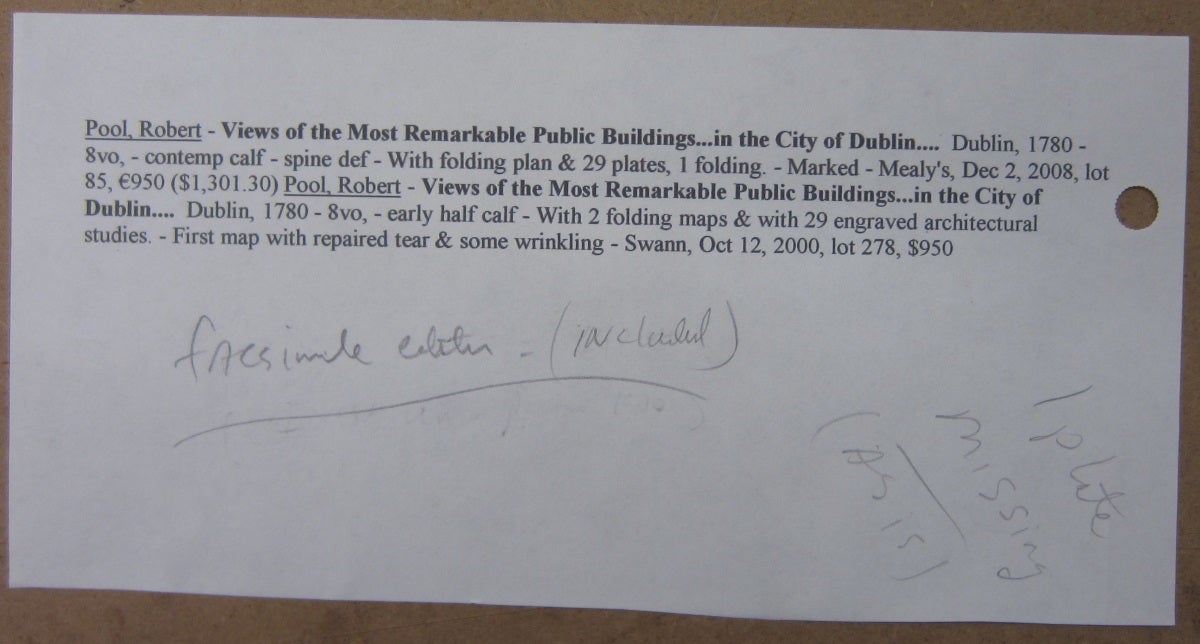 Pool, Robert - Views of the Most Remarkable Public Buildings...in the City of Dublin.... Dublin, 1780 -
8vo, - contemp calf - spine def - With folding plan & 29 plates, 1 folding. - Marked - Mealy's, Dec 2, 2008, lot
85, €950 ($1,301.30) Pool, Robert - Views of the Most Remarkable Public Buildings...in the City of
Dublin.... Dublin, 1780 - 8vo, - early half calf - With 2 folding maps & with 29 engraved architectural
studies. - First map with repaired tear & some wrinkling - Swann, Oct 12, 2000, lot 278, $950
facsimile edition - (included)
1 plate
missing
(as is)